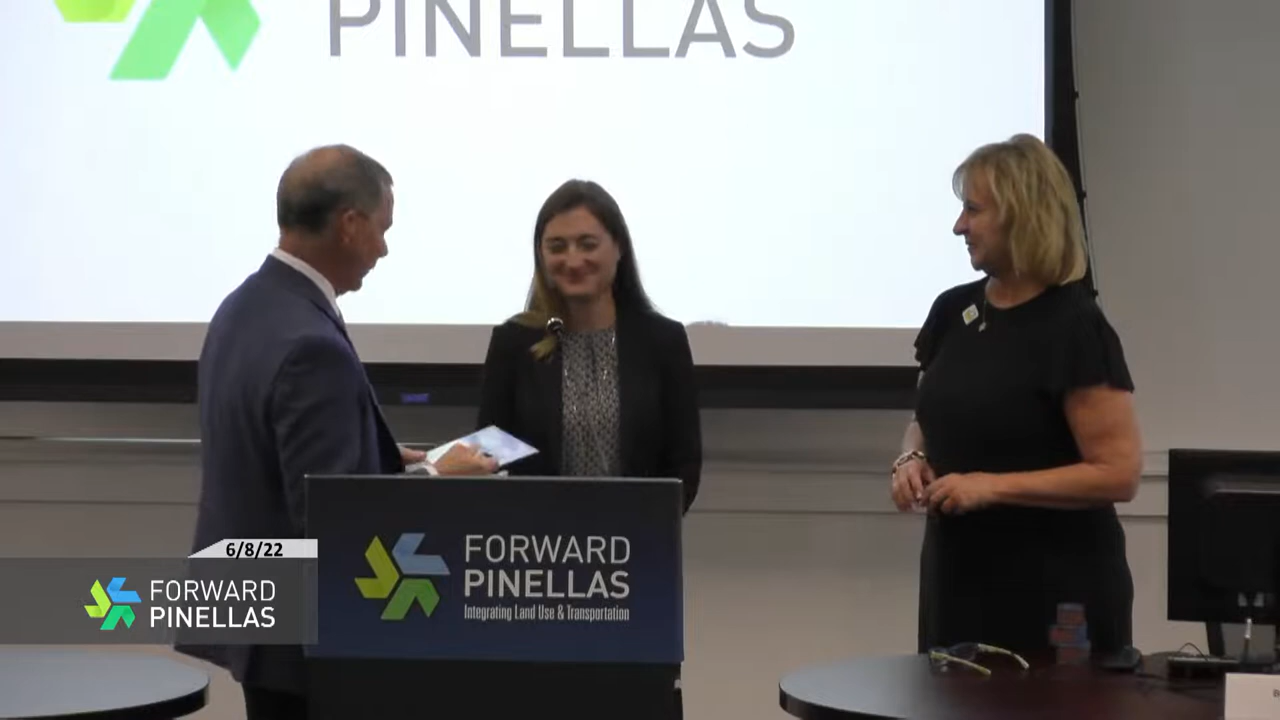 PINELLAS
FORWARD
PINELLAS
Integrating Land Use & Transportation
6/8/22
FORWARD
PINELLAS